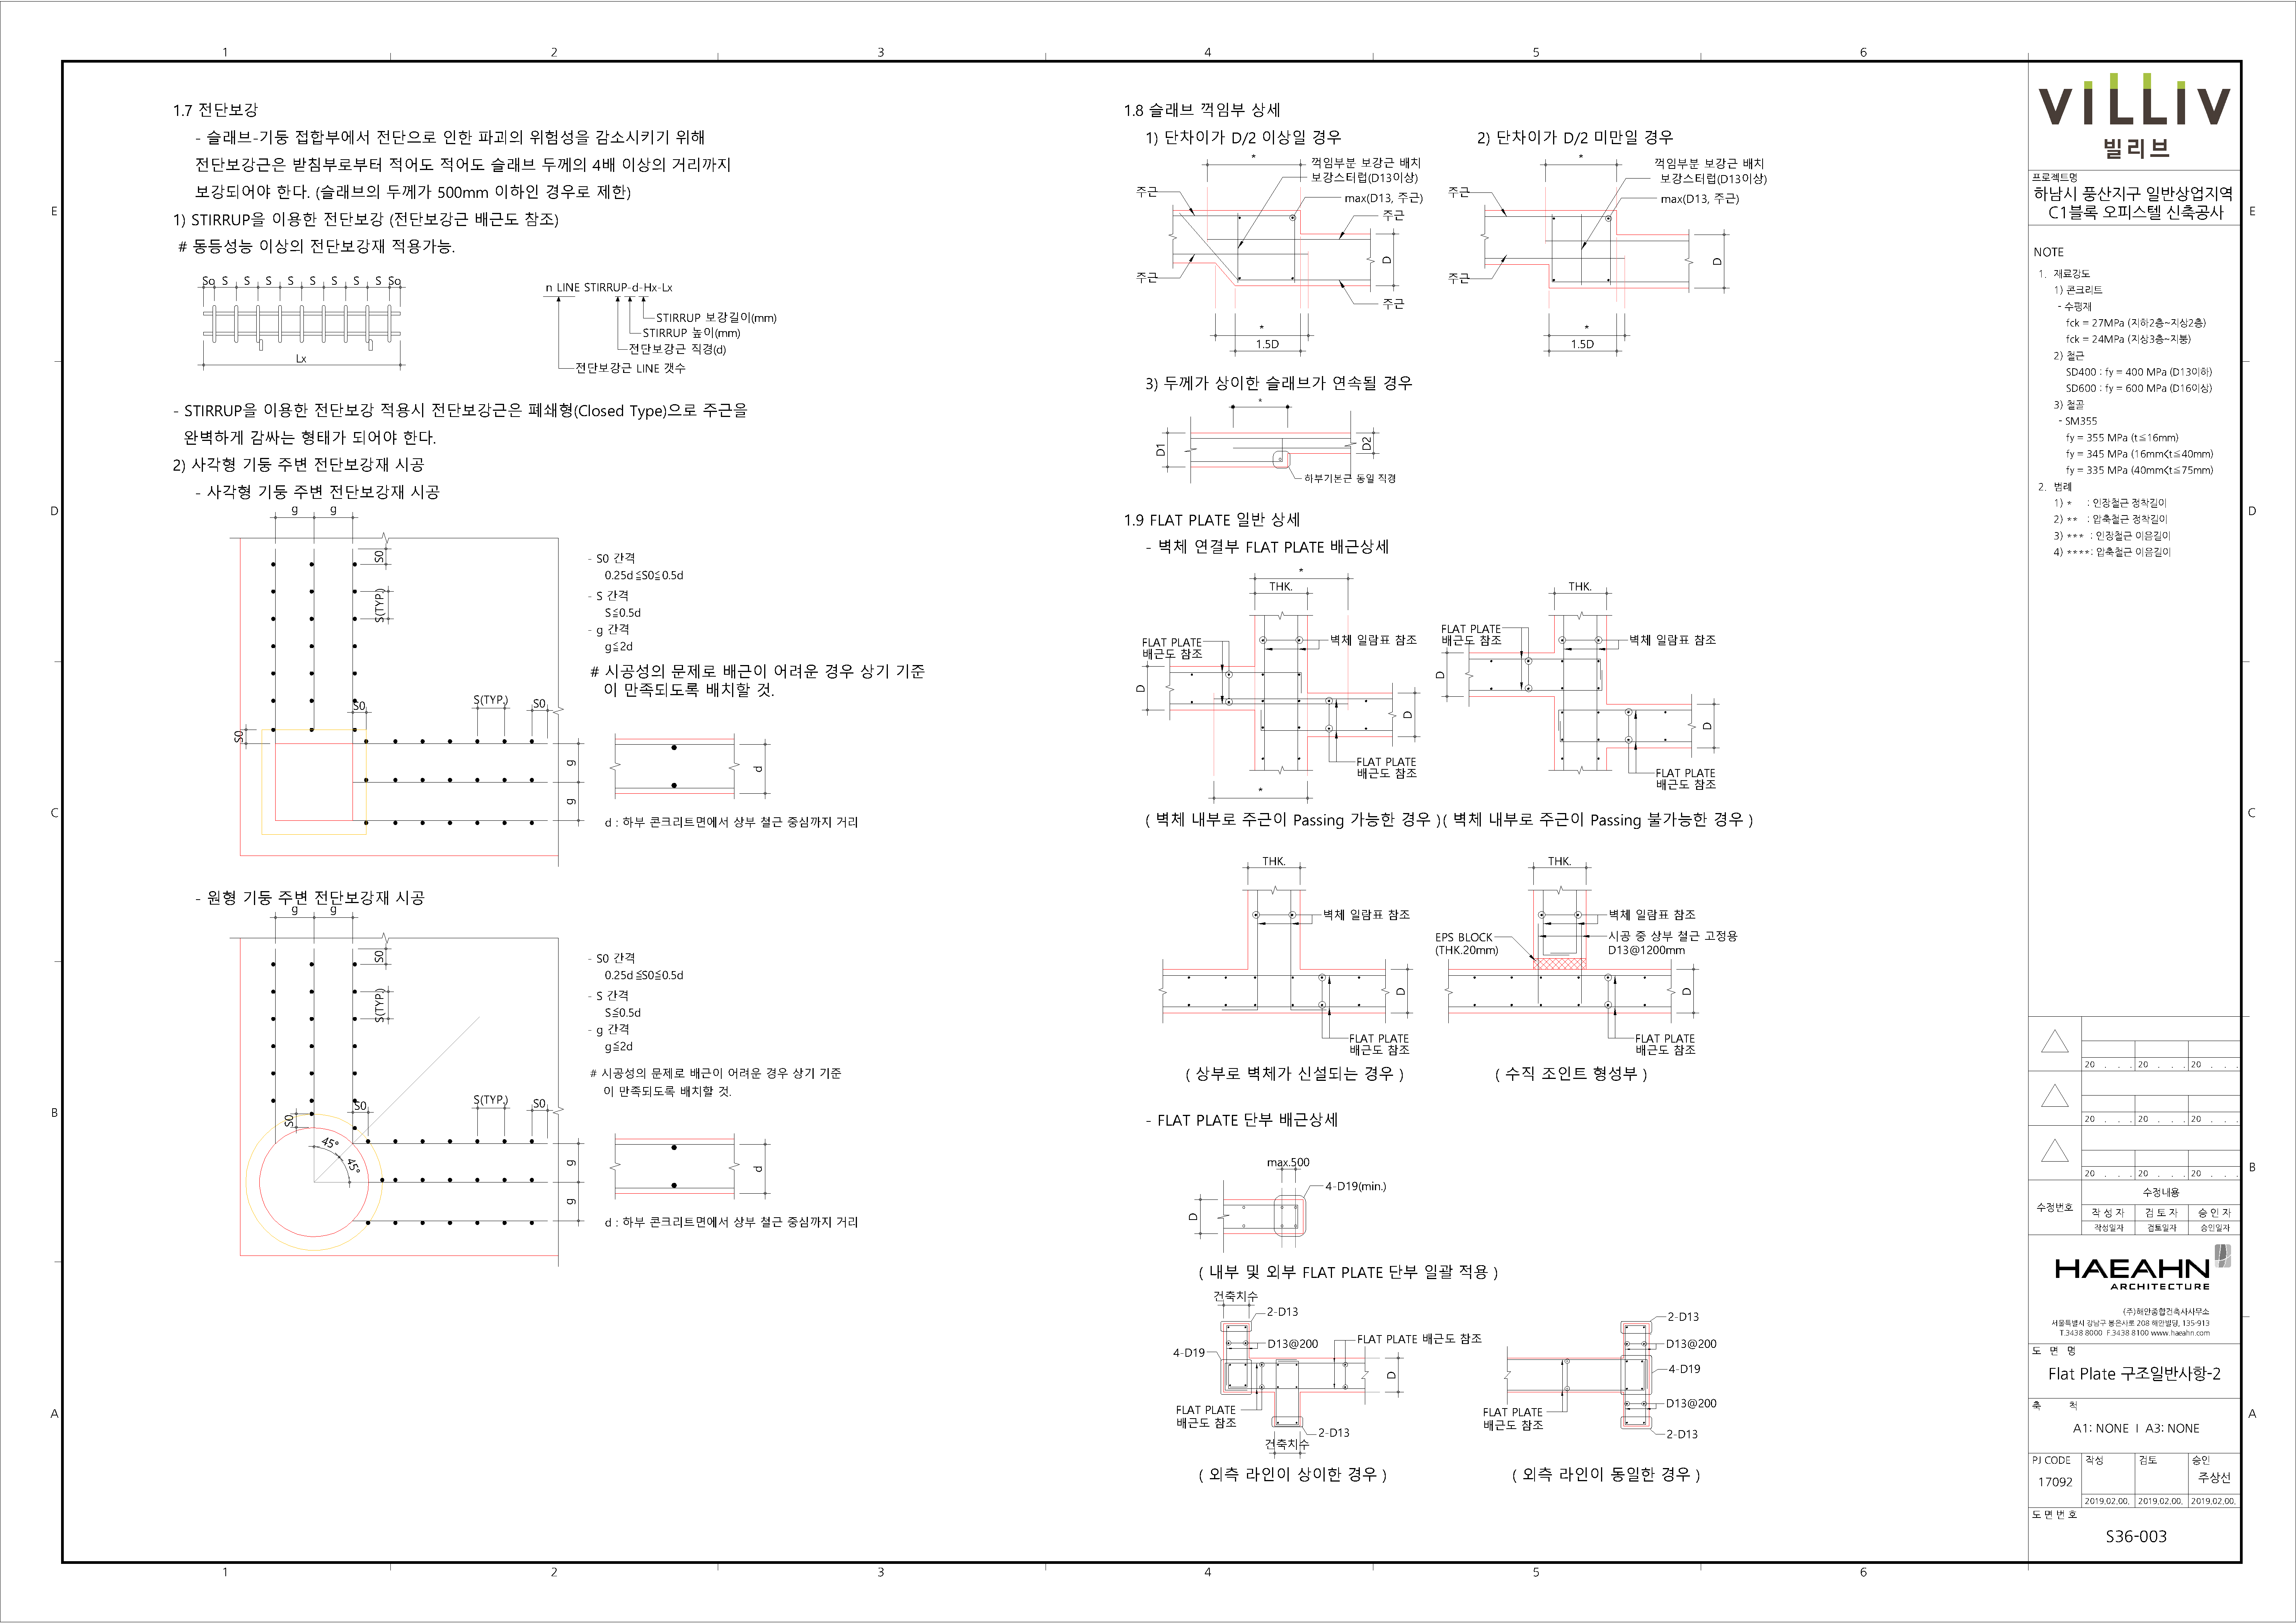 1 2 3 4 5 6
E
D
C
B
A
1.7 전단보강
- 슬래브-기둥 접합부에서 전단으로 인한 파괴의 위험성을 감소시키기 위해
전단보강근은 받침부로부터 적어도 적어도 슬래브 두께의 4배 이상의 거리까지
보강되어야 한다. (슬래브의 두께가 500mm 이하인 경우로 제한)
1) STIRRUP을 이용한 전단보강 (전단보강근 배근도 참조)
# 동등성능 이상의 전단보강재 적용가능.
So S S S S S S S S So
Lx
n LINE STIRRUP-d-Hx-Lx
STIRRUP 보강길이(mm)
STIRRUP 높이(mm)
전단보강근 직경(d)
전단보강근 LINE 갯수
- STIRRUP을 이용한 전단보강 적용시 전단보강근은 폐쇄형(Closed Type)으로 주근을
완벽하게 감싸는 형태가 되어야 한다.
2) 사각형 기둥 주변 전단보강재 시공
- 사각형 기둥 주변 전단보강재 시공
g g
S0
S(TYP.)
S0
S(TYP.) S0
S0
g
g
- S0 간격
0.25d≦S0≦0.5d
- S 간격
S≦0.5d
- g 간격
g≦2d
# 시공성의 문제로 배근이 어려운 경우 상기 기준
이 만족되도록 배치할 것.
d
d : 하부 콘크리트면에서 상부 철근 중심까지 거리
- 원형 기둥 주변 전단보강재 시공
g g
S0
S(TYP.)
S0
S(TYP.) S0
S0
45°
45°
g
g
- S0 간격
0.25d≦S0≦0.5d
- S 간격
S≦0.5d
- g 간격
g≦2d
# 시공성의 문제로 배근이 어려운 경우 상기 기준
이 만족되도록 배치할 것.
d
d : 하부 콘크리트면에서 상부 철근 중심까지 거리
1.8 슬래브 꺽임부 상세
1) 단차이가 D/2 이상일 경우
*
꺽임부분 보강근 배치
보강스터럽(D13이상)
max(D13, 주근)
주근
주근
주근
주근
D
*
1.5D
2) 단차이가 D/2 미만일 경우
*
꺽임부분 보강근 배치
보강스터럽(D13이상)
max(D13, 주근)
주근
주근
D
*
1.5D
3) 두께가 상이한 슬래브가 연속될 경우
*
D1
D2
하부기본근 동일 직경
1.9 FLAT PLATE 일반 상세
- 벽체 연결부 FLAT PLATE 배근상세
*
THK.
FLAT PLATE
배근도 참조
벽체 일람표 참조
D
D
FLAT PLATE
배근도 참조
*
( 벽체 내부로 주근이 Passing 가능한 경우 )
THK.
FLAT PLATE
배근도 참조
벽체 일람표 참조
D
D
FLAT PLATE
배근도 참조
( 벽체 내부로 주근이 Passing 불가능한 경우 )
THK.
벽체 일람표 참조
D
FLAT PLATE
배근도 참조
( 상부로 벽체가 신설되는 경우 )
THK.
벽체 일람표 참조
EPS BLOCK
(THK.20mm)
시공 중 상부 철근 고정용
D13@1200mm
D
FLAT PLATE
배근도 참조
( 수직 조인트 형성부 )
- FLAT PLATE 단부 배근상세
max.500
4-D19(min.)
D
( 내부 및 외부 FLAT PLATE 단부 일괄 적용 )
건축치수
2-D13
D13@200
4-D19
FLAT PLATE 배근도 참조
D
FLAT PLATE
배근도 참조
2-D13
건축치수
( 외측 라인이 상이한 경우 )
2-D13
D13@200
4-D19
D13@200
FLAT PLATE
배근도 참조
2-D13
( 외측 라인이 동일한 경우 )
VILLIV
빌리브
프로젝트명
하남시 풍산지구 일반상업지역
C1블록 오피스텔 신축공사
NOTE
1. 재료강도
1) 콘크리트
- 수평재
fck = 27MPa (지하2층~지상2층)
fck = 24MPa (지상3층~지붕)
2) 철근
SD400 : fy = 400 MPa (D13이하)
SD600 : fy = 600 MPa (D16이상)
3) 철골
- SM355
fy = 355 MPa (t≦16mm)
fy = 345 MPa (16mm<t≦40mm)
fy = 335 MPa (40mm<t≦75mm)
2. 범례
1) * : 인장철근 정착길이
2) ** : 압축철근 정착길이
3) *** : 인장철근 이음길이
4) ****: 압축철근 이음길이
20 . . . 20 . . . 20 . . .
20 . . . 20 . . . 20 . . .
20 . . . 20 . . . 20 . . .
수정번호
수정내용
작성자 검토자 승인자
작성일자 검토일자 승인일자
HAEAHN
ARCHITECTURE
(주)해안종합건축사사무소
서울특별시 강남구 봉은사로 208 해안빌딩, 135-913
T.3438 8000 F.3438 8100 www.haeahn.com
도 면 명
Flat Plate 구조일반사항-2
축 척
A1: NONE I A3: NONE
PJ CODE 작성 검토 승인
17092 주상선
2019.02.00. 2019.02.00. 2019.02.00.
도면번호
S36-003
E
D
C
B
A
1 2 3 4 5 6